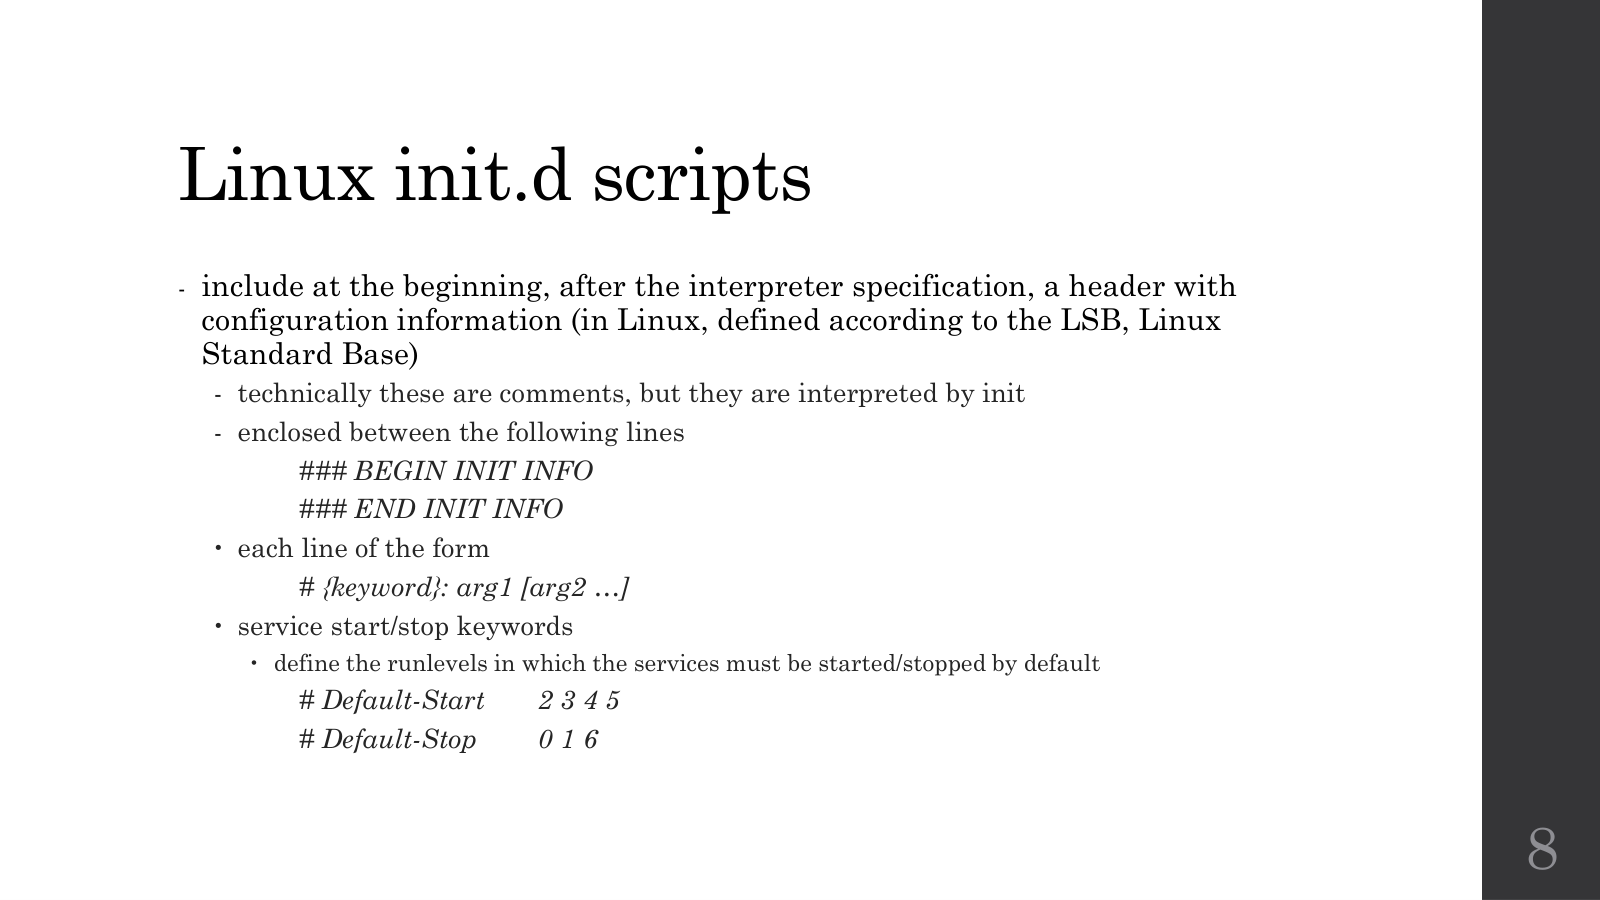 Linux init.d scripts
- include at the beginning, after the interpreter specification, a header with
configuration information (in Linux, defined according to the LSB, Linux
Standard Base)
- technically these are comments, but they are interpreted by init
- enclosed between the following lines
### BEGIN INIT INFO
### END INIT INFO
• each line of the form
# {keyword}: arg1 [arg2 …]
• service start/stop keywords
• define the runlevels in which the services must be started/stopped by default
# Default-Start 2 3 4 5
# Default-Stop 0 1 6
8